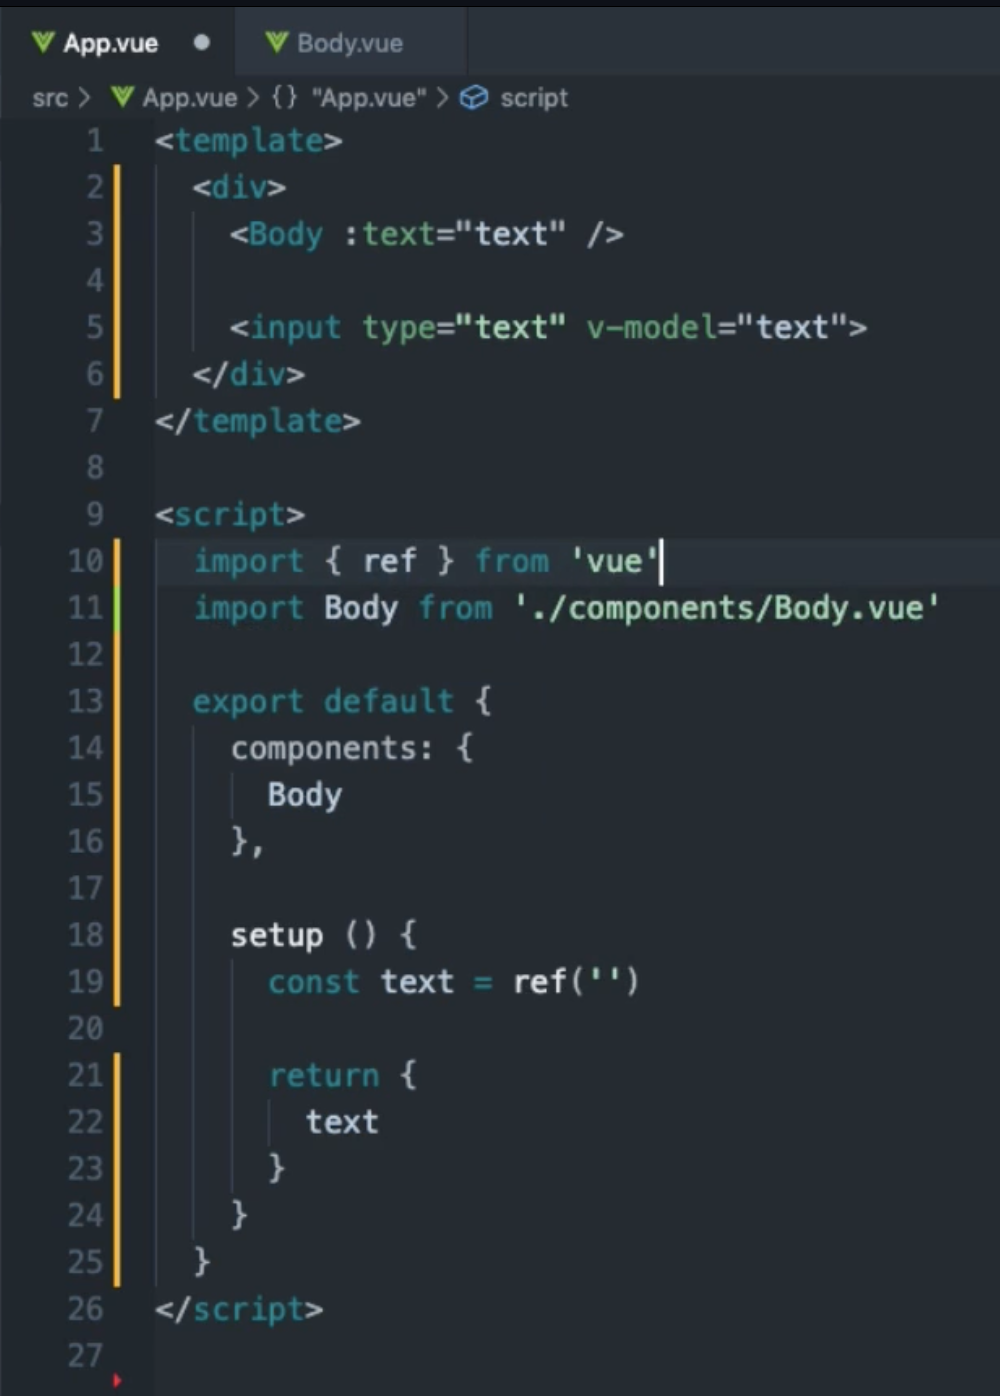 App.vue
Body.vue
src > App.vue > {} "App.vue" > script
1 <template>
2   <div>
3     <Body :text="text" />
4
5     <input type="text" v-model="text">
6   </div>
7 </template>
8
9 <script>
10   import { ref } from 'vue'
11   import Body from './components/Body.vue'
12
13   export default {
14     components: {
15       Body
16     },
17
18     setup () {
19       const text = ref('')
20
21       return {
22         text
23       }
24     }
25   }
26 </script>
27